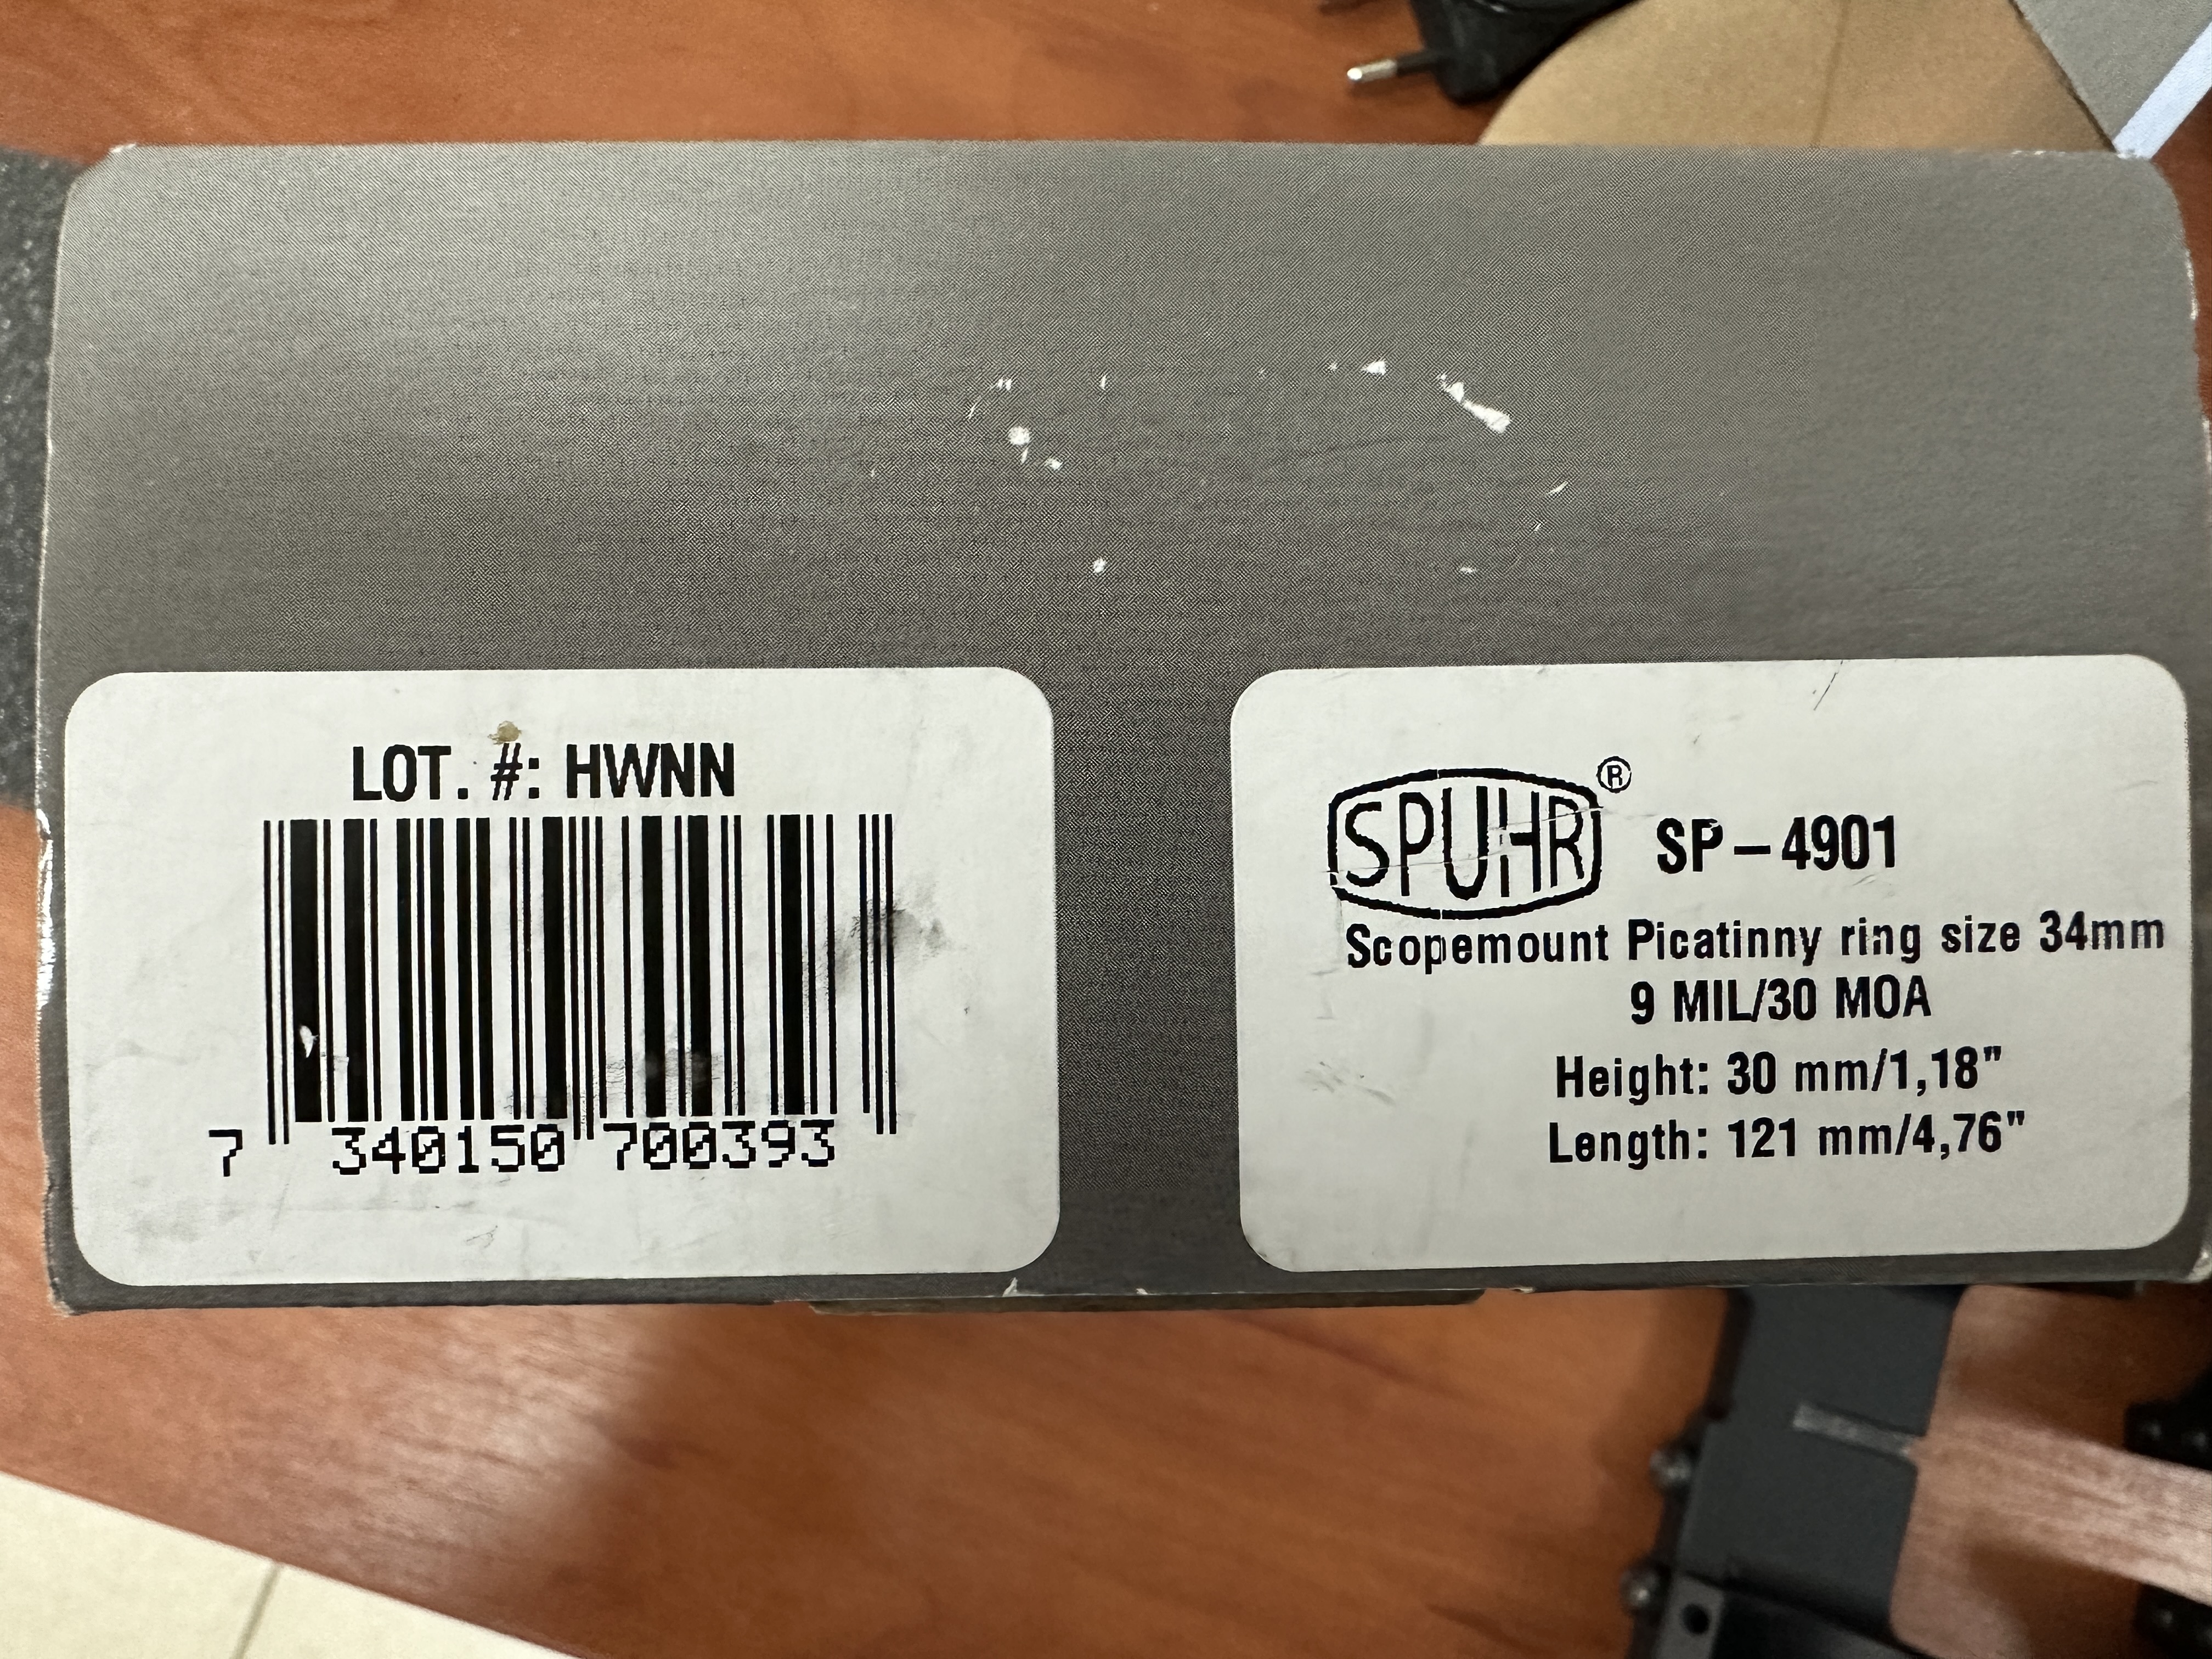 LOT. #: HWNN
7 340150 700393
SPUHR® SP-4901
Scopemount Picatinny ring size 34mm
9 MIL/30 MOA
Height: 30 mm/1,18"
Length: 121 mm/4,76"